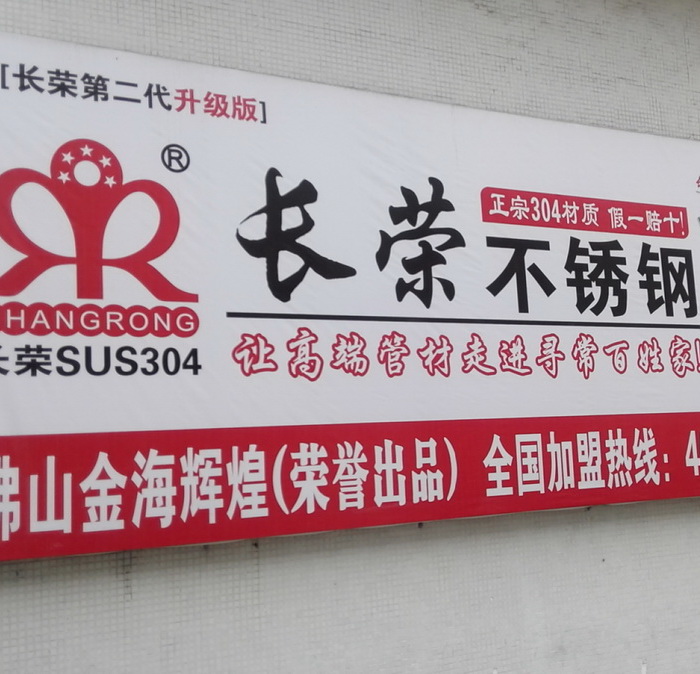 [长荣第二代升级版]
®
HANGRONG
长荣SUS304
长荣
正宗304材质 假一赔十!
不锈钢
让高端管材走进寻常百姓家!
佛山金海辉煌(荣誉出品) 全国加盟热线: 4